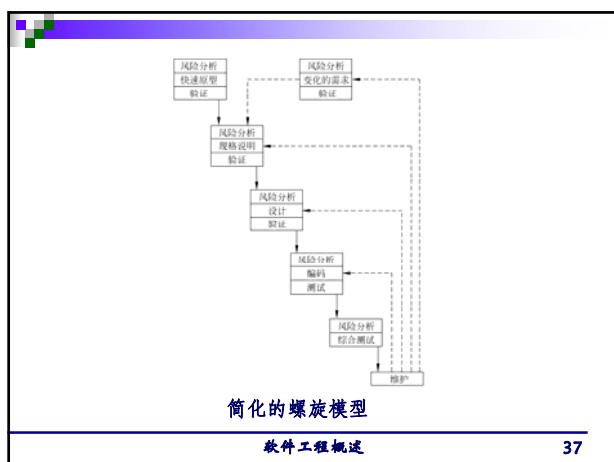 风险分析
快速原型
验证
风险分析
变化的需求
验证
风险分析
规格说明
验证
风险分析
设计
验证
风险分析
编码
测试
风险分析
综合测试
维护
简化的螺旋模型
软件工程概述
37